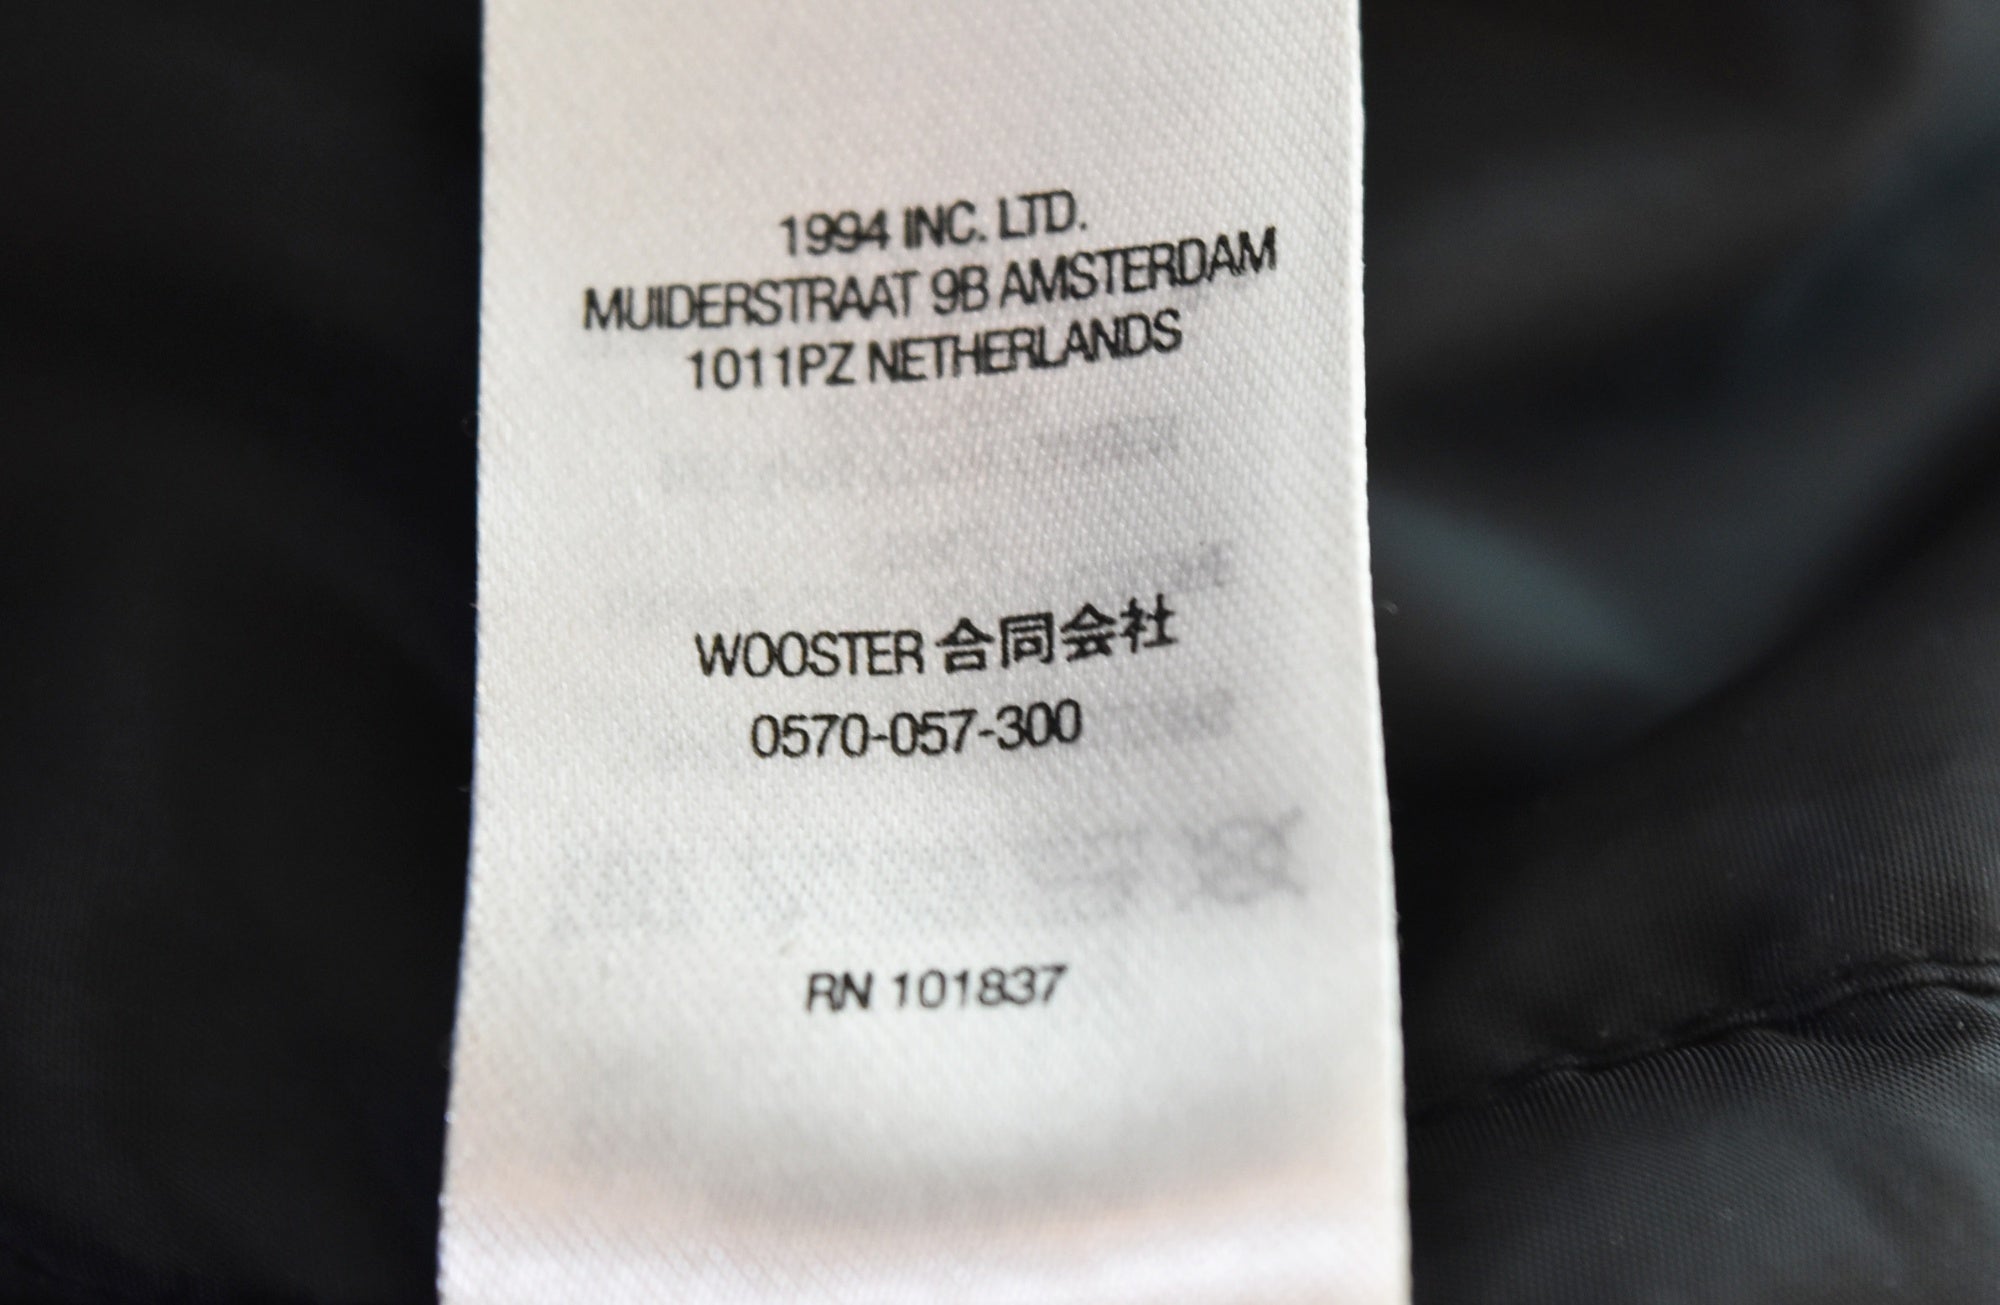 1994 INC. LTD.
MUIDERSTRAAT 9B AMSTERDAM
1011PZ NETHERLANDS
WOOSTER 合同会社
0570-057-300
RN 101837